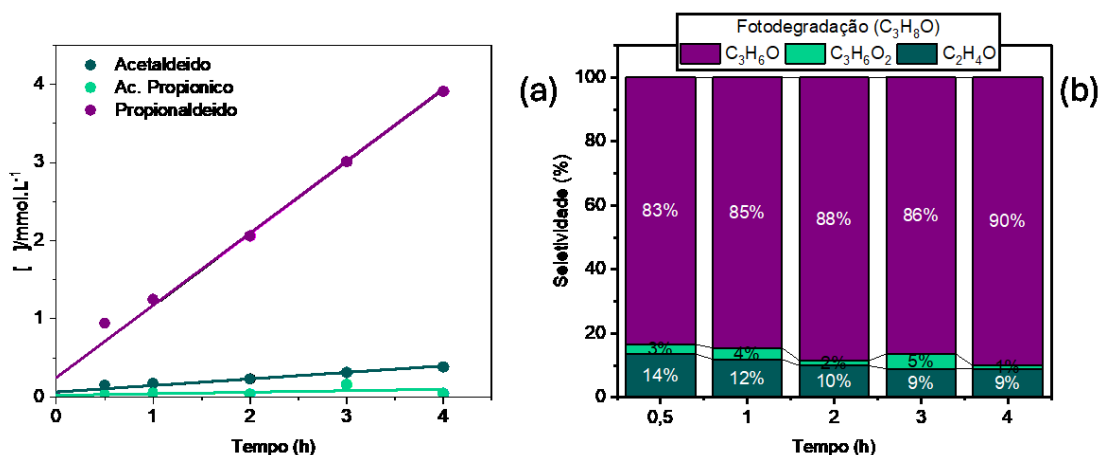 Acetaldeido
Ac. Propionico
Propionaldeido
(a)
[ ]/mmol.L-1
4
3
2
1
0
0 1 2 3 4
Tempo (h)
Fotodegradação (C3H8O)
C3H6O C3H6O2 C2H4O
(b)
Seletividade (%)
100
80
60
40
20
0
83% 85% 88% 86% 90%
3% 4% 2% 5% 1%
14% 12% 10% 9% 9%
0,5 1 2 3 4
Tempo (h)